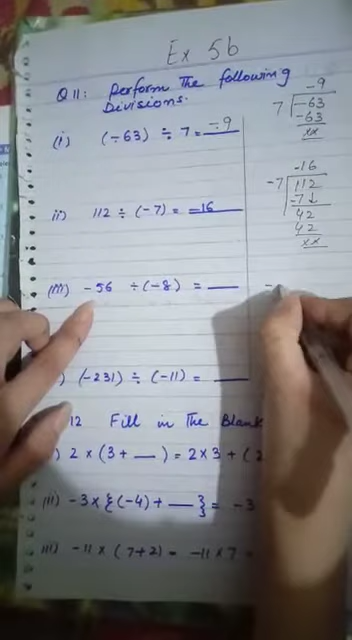 Ex 5b
Q11: Perform The following
Divisions.
(i) (-63) ÷ 7 = -9
-9
7 -63
-63
xx
ii) 112 ÷ (-7) = -16
-16
-7 112
-7↓
42
42
xx
(iii) -56 ÷ (-8) = __
-
) (-231) ÷ (-11) = __
12 Fill in The Blank
) 2 × (3 + __ ) = 2 × 3 + ( 2
(ii) -3 × {(-4) + __ } = -3
iii) -11 × ( 7+2) = -11 × 7 =